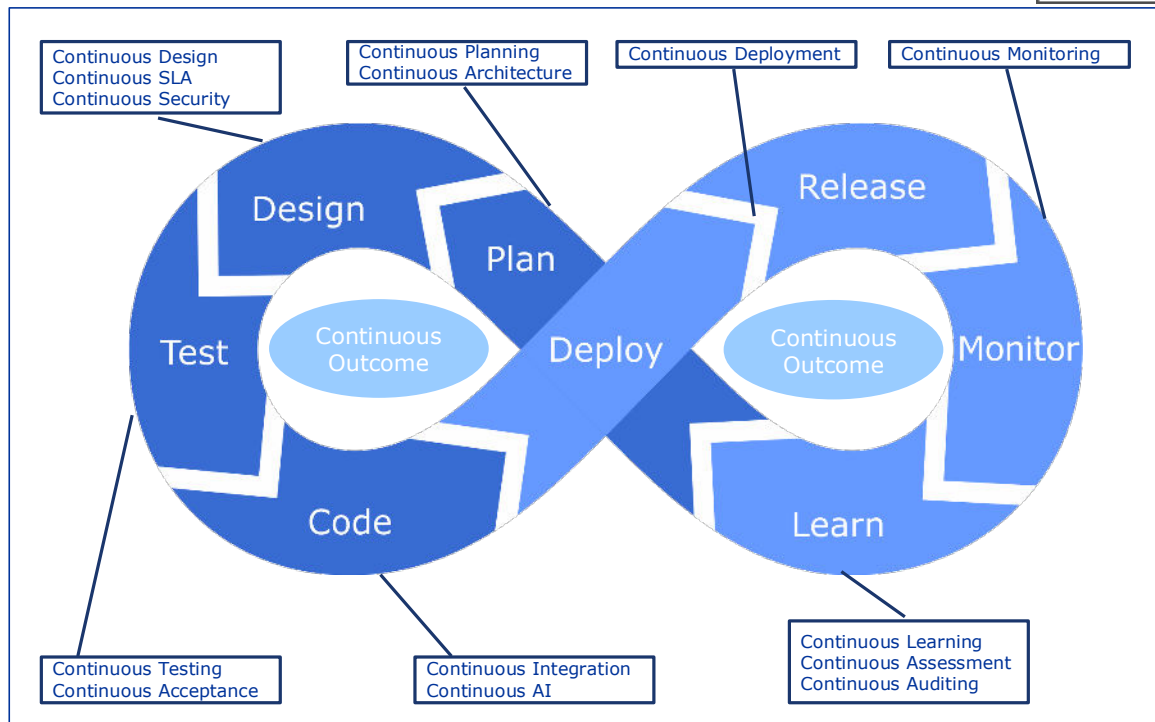 Continuous Design
Continuous SLA
Continuous Security
Continuous Planning
Continuous Architecture
Continuous Deployment
Continuous Monitoring
Design
Plan
Release
Test
Continuous
Outcome
Deploy
Continuous
Outcome
Monitor
Code
Learn
Continuous Testing
Continuous Acceptance
Continuous Integration
Continuous AI
Continuous Learning
Continuous Assessment
Continuous Auditing